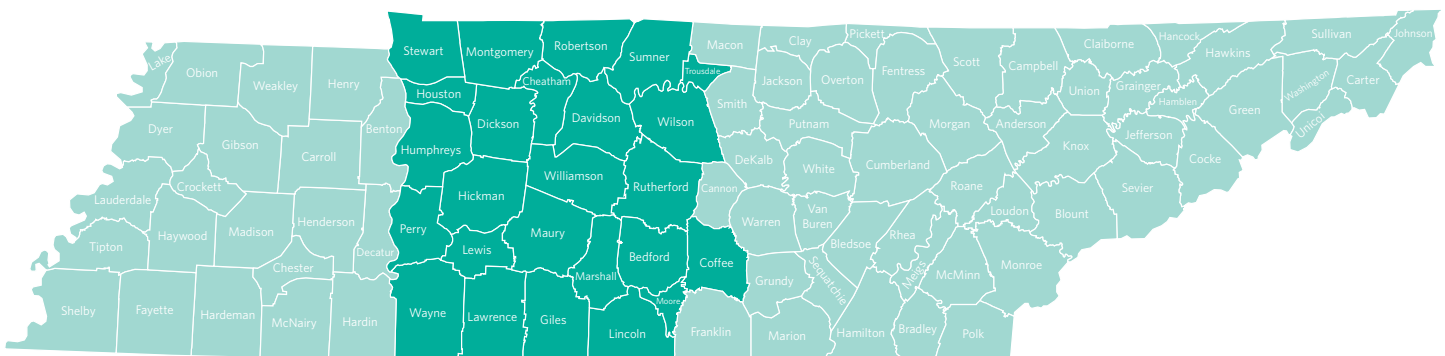 Stewart
Montgomery
Robertson
Sumner
Macon
Clay
Pickett
Claiborne
Hancock
Hawkins
Sullivan
Johnson
Lake
Obion
Weakley
Henry
Houston
Cheatham
Trousdale
Jackson
Overton
Fentress
Scott
Campbell
Union
Grainger
Hamblen
Green
Washington
Carter
Unicoi
Dyer
Gibson
Carroll
Benton
Humphreys
Dickson
Davidson
Wilson
Smith
Putnam
Morgan
Anderson
Knox
Jefferson
Cocke
Lauderdale
Crockett
Henderson
Hickman
Williamson
Rutherford
Cannon
DeKalb
White
Cumberland
Roane
Loudon
Blount
Sevier
Tipton
Haywood
Madison
Chester
Decatur
Perry
Lewis
Maury
Marshall
Bedford
Coffee
Warren
Van
Buren
Bledsoe
Rhea
Meigs
McMinn
Monroe
Shelby
Fayette
Hardeman
McNairy
Hardin
Wayne
Lawrence
Giles
Lincoln
Moore
Franklin
Grundy
Sequatchie
Marion
Hamilton
Bradley
Polk